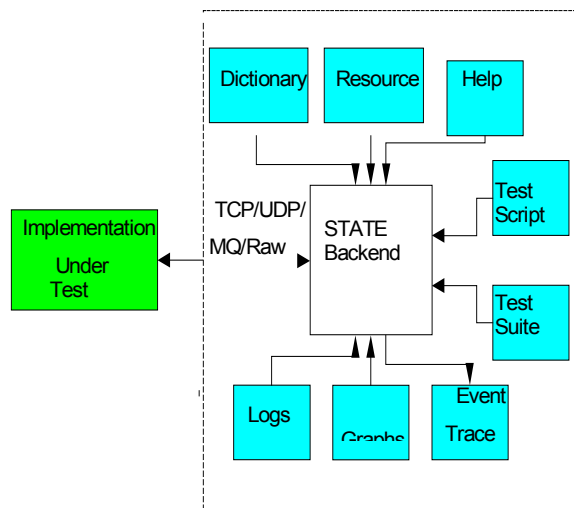 Dictionary
Resource
Help
TCP/UDP/
MQ/Raw
STATE
Backend
Test
Script
Implementation
Under
Test
Test
Suite
Logs
Graphs
Event
Trace